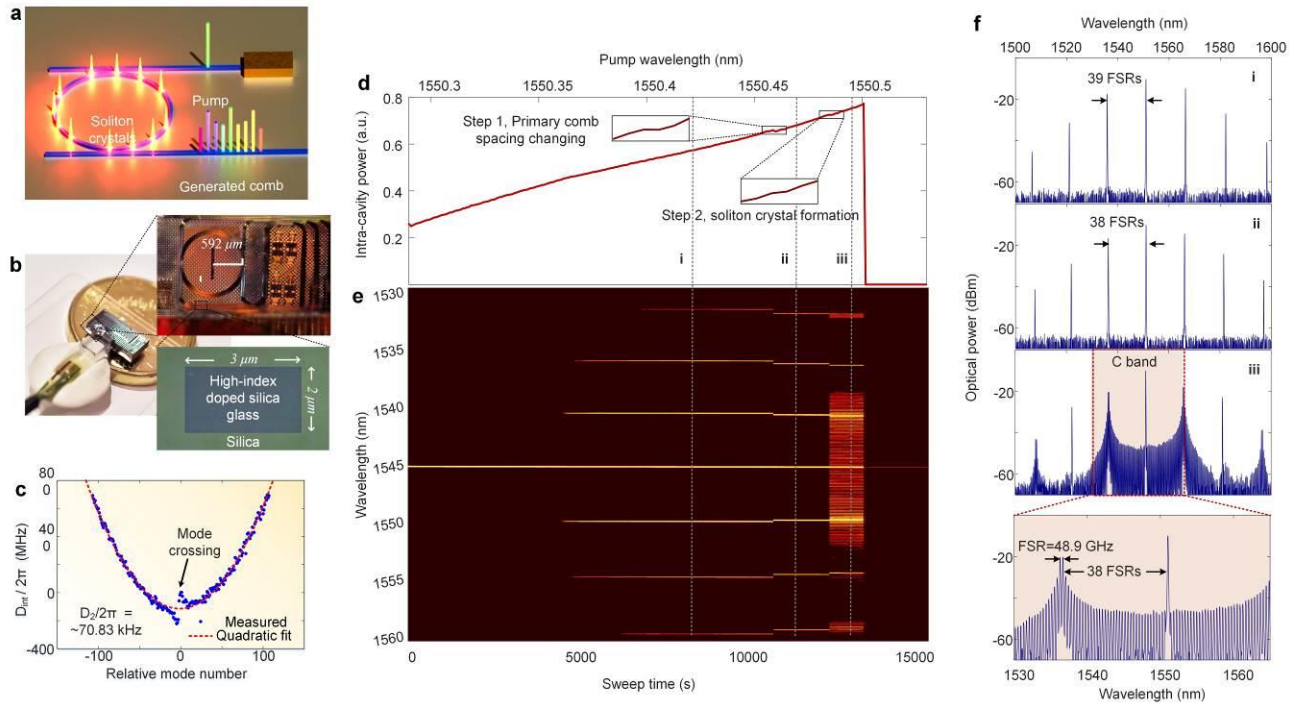 a
Soliton
crystals
Pump
Generated comb
b
592 μm
3 μm
2 μm
High-index
doped silica
glass
Silica
c
80
0
40
0
0
-400
D_int / 2π (MHz)
Mode
crossing
D_2/2π =
~70.83 kHz
Measured
Quadratic fit
-100 0 100
Relative mode number
d
Pump wavelength (nm)
1550.3 1550.4 1550.46 1550.5
0.8
0.6
0.4
0.2
Intra-cavity power (a.u.)
Step 1, Primary comb
spacing changing
Step 2, soliton crystal formation
i ii iii
e
1530
1535
1540
1545
1550
1555
1560
Wavelength (nm)
0 5000 10000 15000
Sweep time (s)
f
Wavelength (nm)
1500 1520 1540 1560 1580 1600
i
39 FSRs
-20
-60
ii
38 FSRs
-20
-60
Optical power (dBm)
iii
C band
-20
-60
FSR=48.9 GHz
38 FSRs
-20
-60
1530 1540 1550 1560
Wavelength (nm)